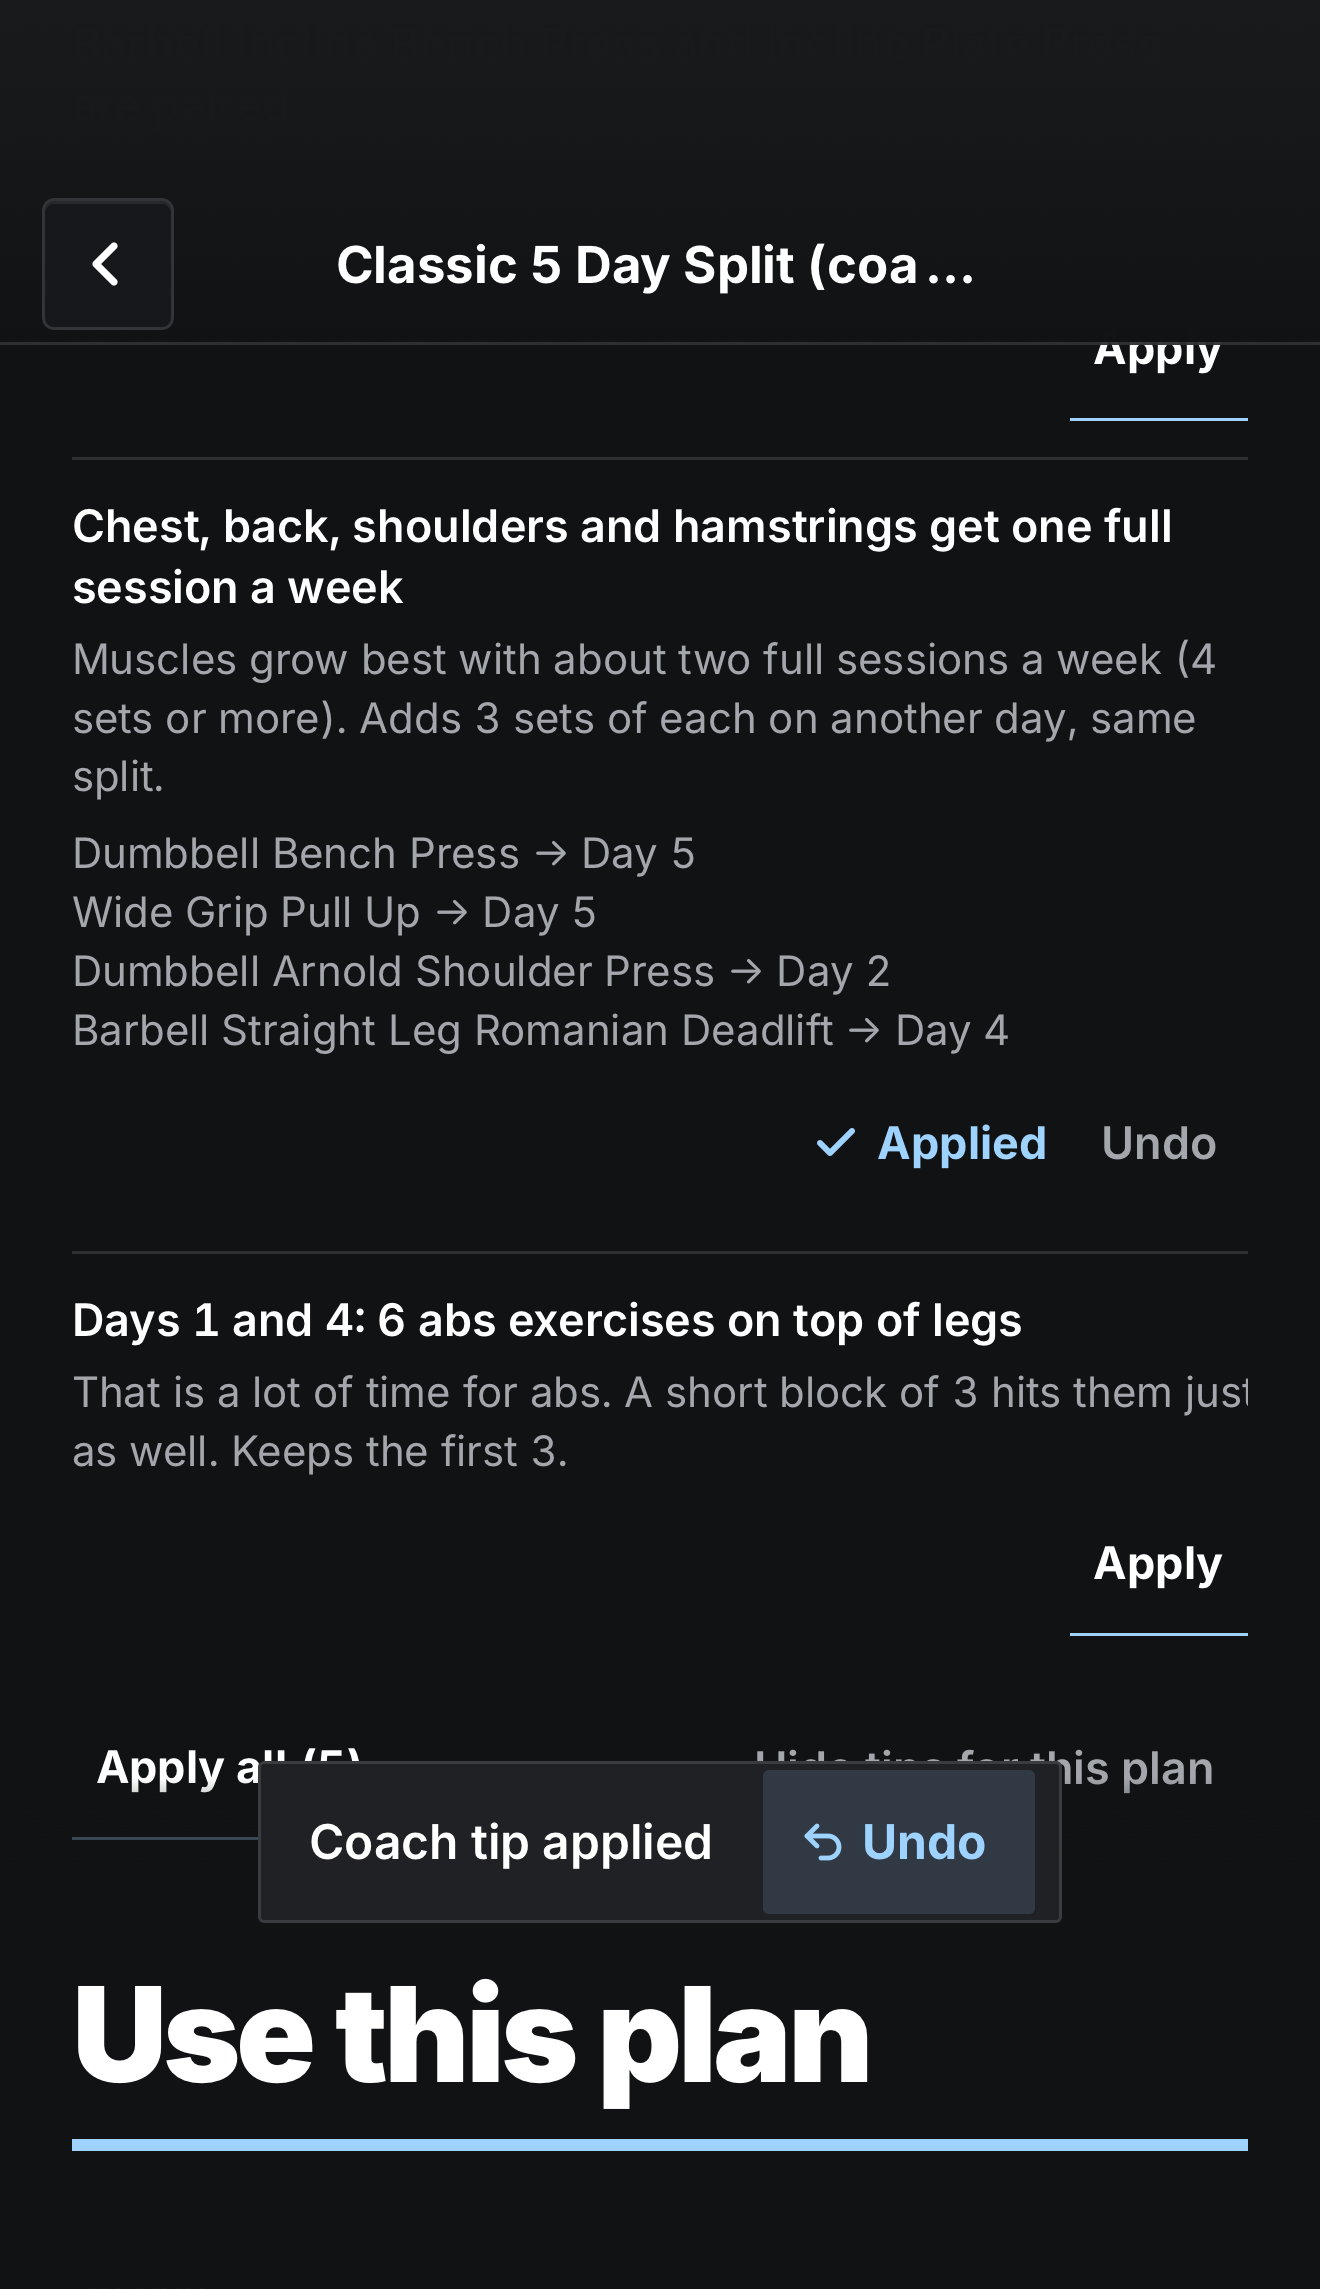 Classic 5 Day Split (coa...
Apply
Chest, back, shoulders and hamstrings get one full
session a week
Muscles grow best with about two full sessions a week (4
sets or more). Adds 3 sets of each on another day, same
split.
Dumbbell Bench Press → Day 5
Wide Grip Pull Up → Day 5
Dumbbell Arnold Shoulder Press → Day 2
Barbell Straight Leg Romanian Deadlift → Day 4
✓ Applied Undo
Days 1 and 4: 6 abs exercises on top of legs
That is a lot of time for abs. A short block of 3 hits them just
as well. Keeps the first 3.
Apply
Apply all (5) Hide tips for this plan
Coach tip applied Undo
Use this plan